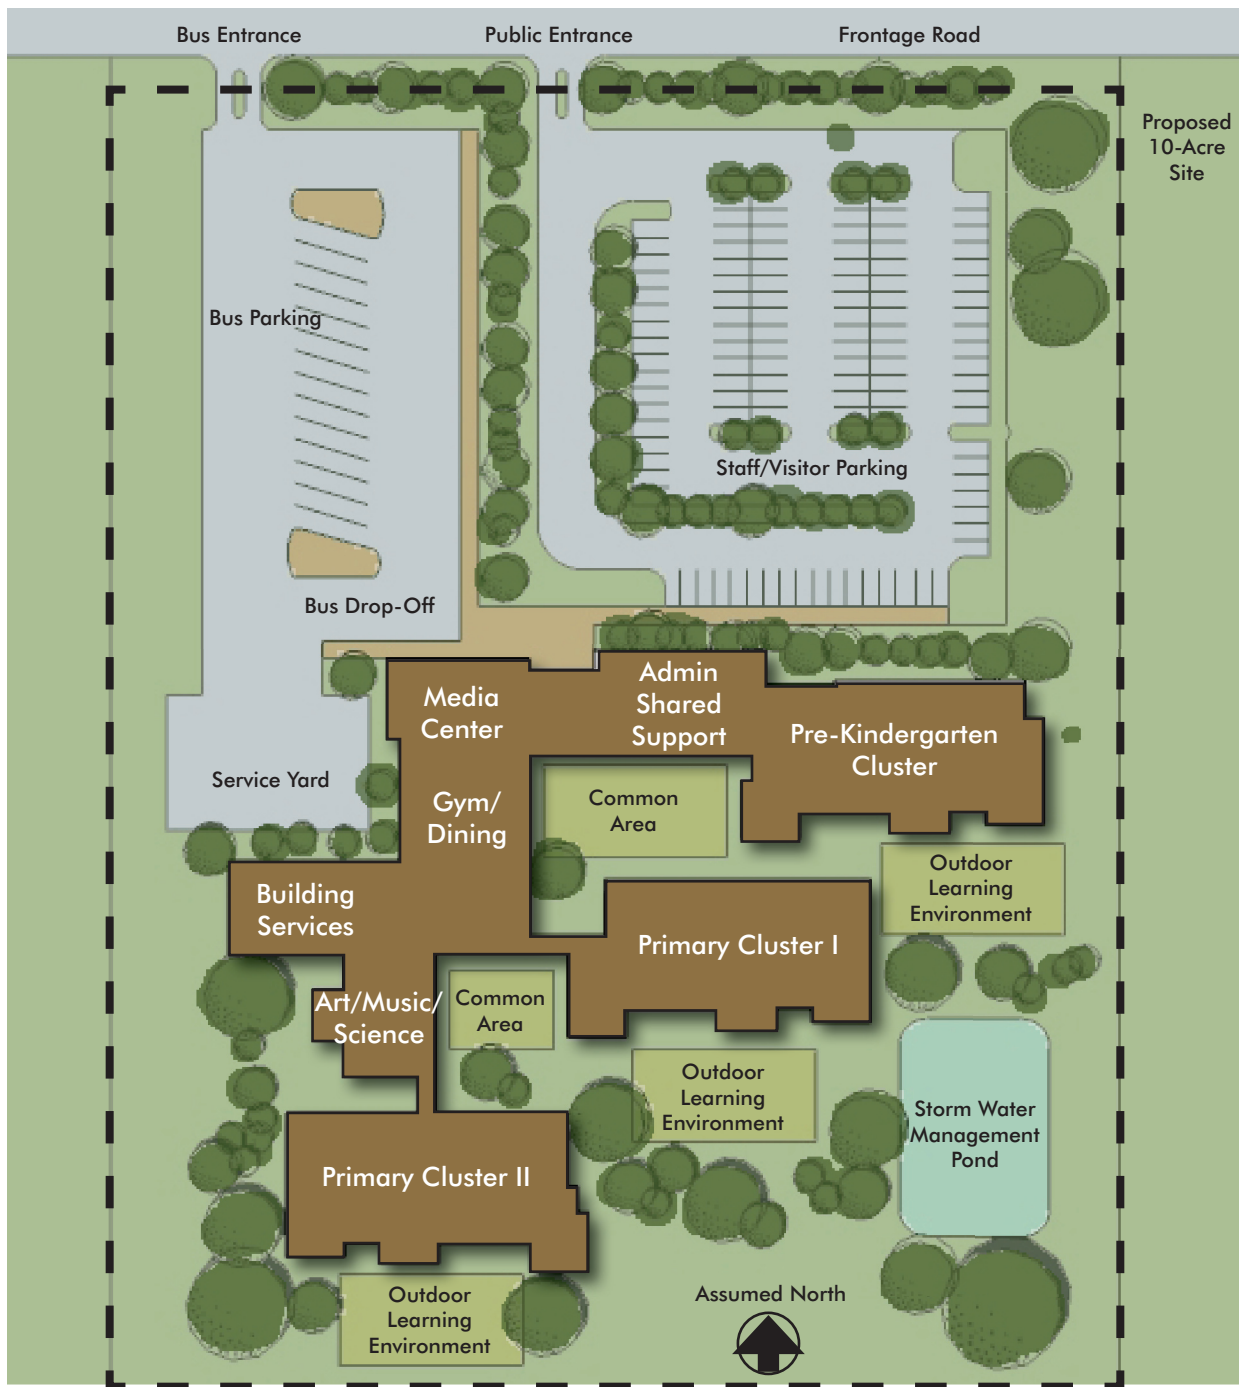 Bus Entrance
Public Entrance
Frontage Road
Proposed
10-Acre
Site
Bus Parking
Staff/Visitor Parking
Bus Drop-Off
Media
Center
Admin
Shared
Support
Pre-Kindergarten
Cluster
Service Yard
Gym/
Dining
Common
Area
Outdoor
Learning
Environment
Building
Services
Primary Cluster I
Art/Music/
Science
Common
Area
Outdoor
Learning
Environment
Storm Water
Management
Pond
Primary Cluster II
Outdoor
Learning
Environment
Assumed North